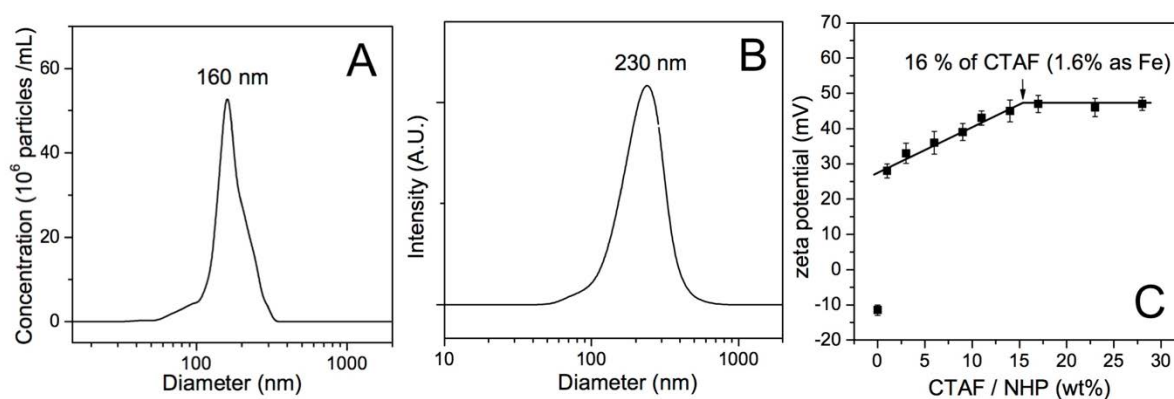 A
160 nm
Concentration (10⁶ particles /mL)
60
40
20
0
100
1000
Diameter (nm)
B
230 nm
Intensity (A.U.)
10
100
1000
Diameter (nm)
C
16 % of CTAF (1.6% as Fe)
zeta potential (mV)
70
60
50
40
30
20
10
0
-10
-20
0
5
10
15
20
25
30
CTAF / NHP (wt%)